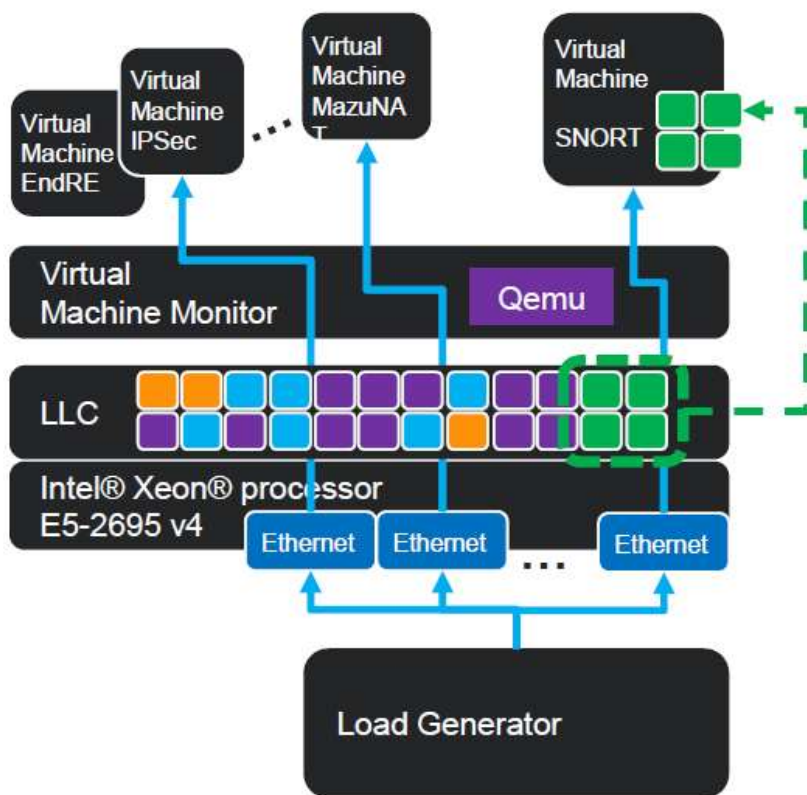 Virtual
Machine
EndRE
Virtual
Machine
IPSec
Virtual
Machine
MazuNA
T
Virtual
Machine
SNORT
Virtual
Machine Monitor
Qemu
LLC
Intel® Xeon® processor
E5-2695 v4
Ethernet
Ethernet
...
Ethernet
Load Generator